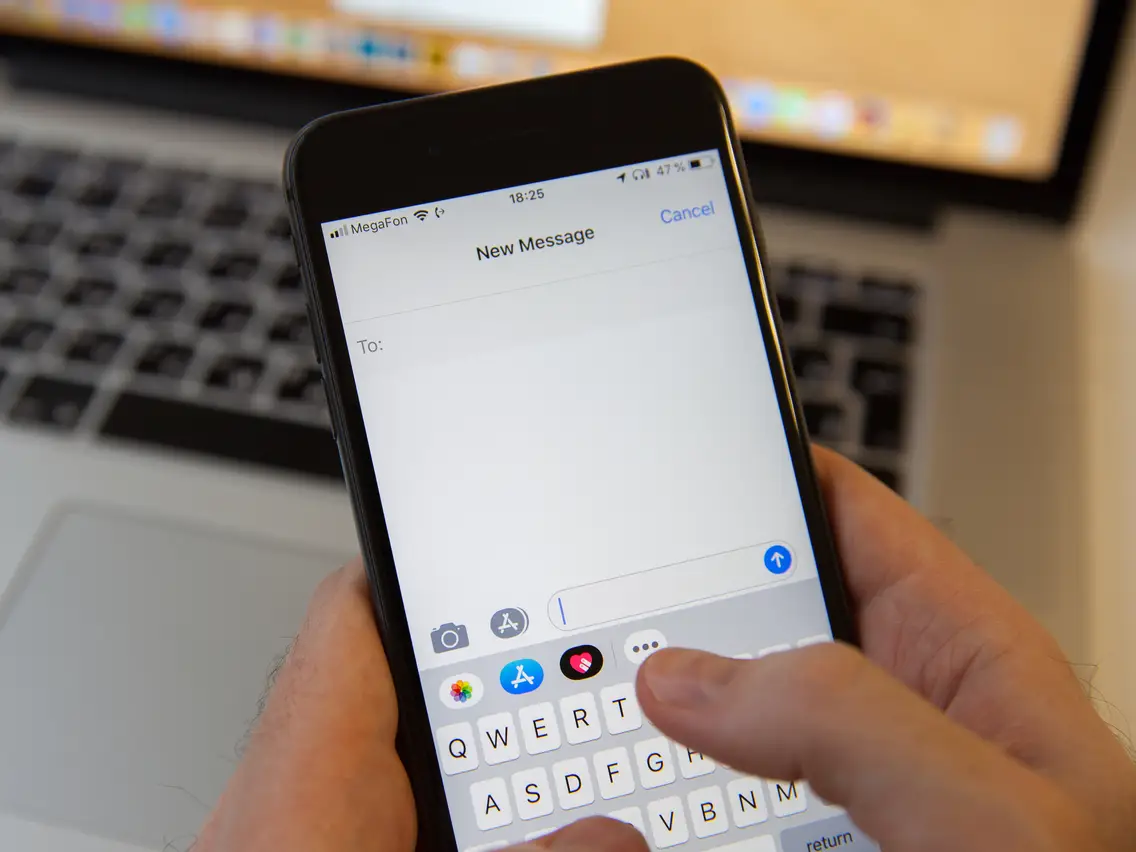 MegaFon 18:25 47 %
Cancel
New Message
To:
Q W E R T
A S D F G H
V B N M
return